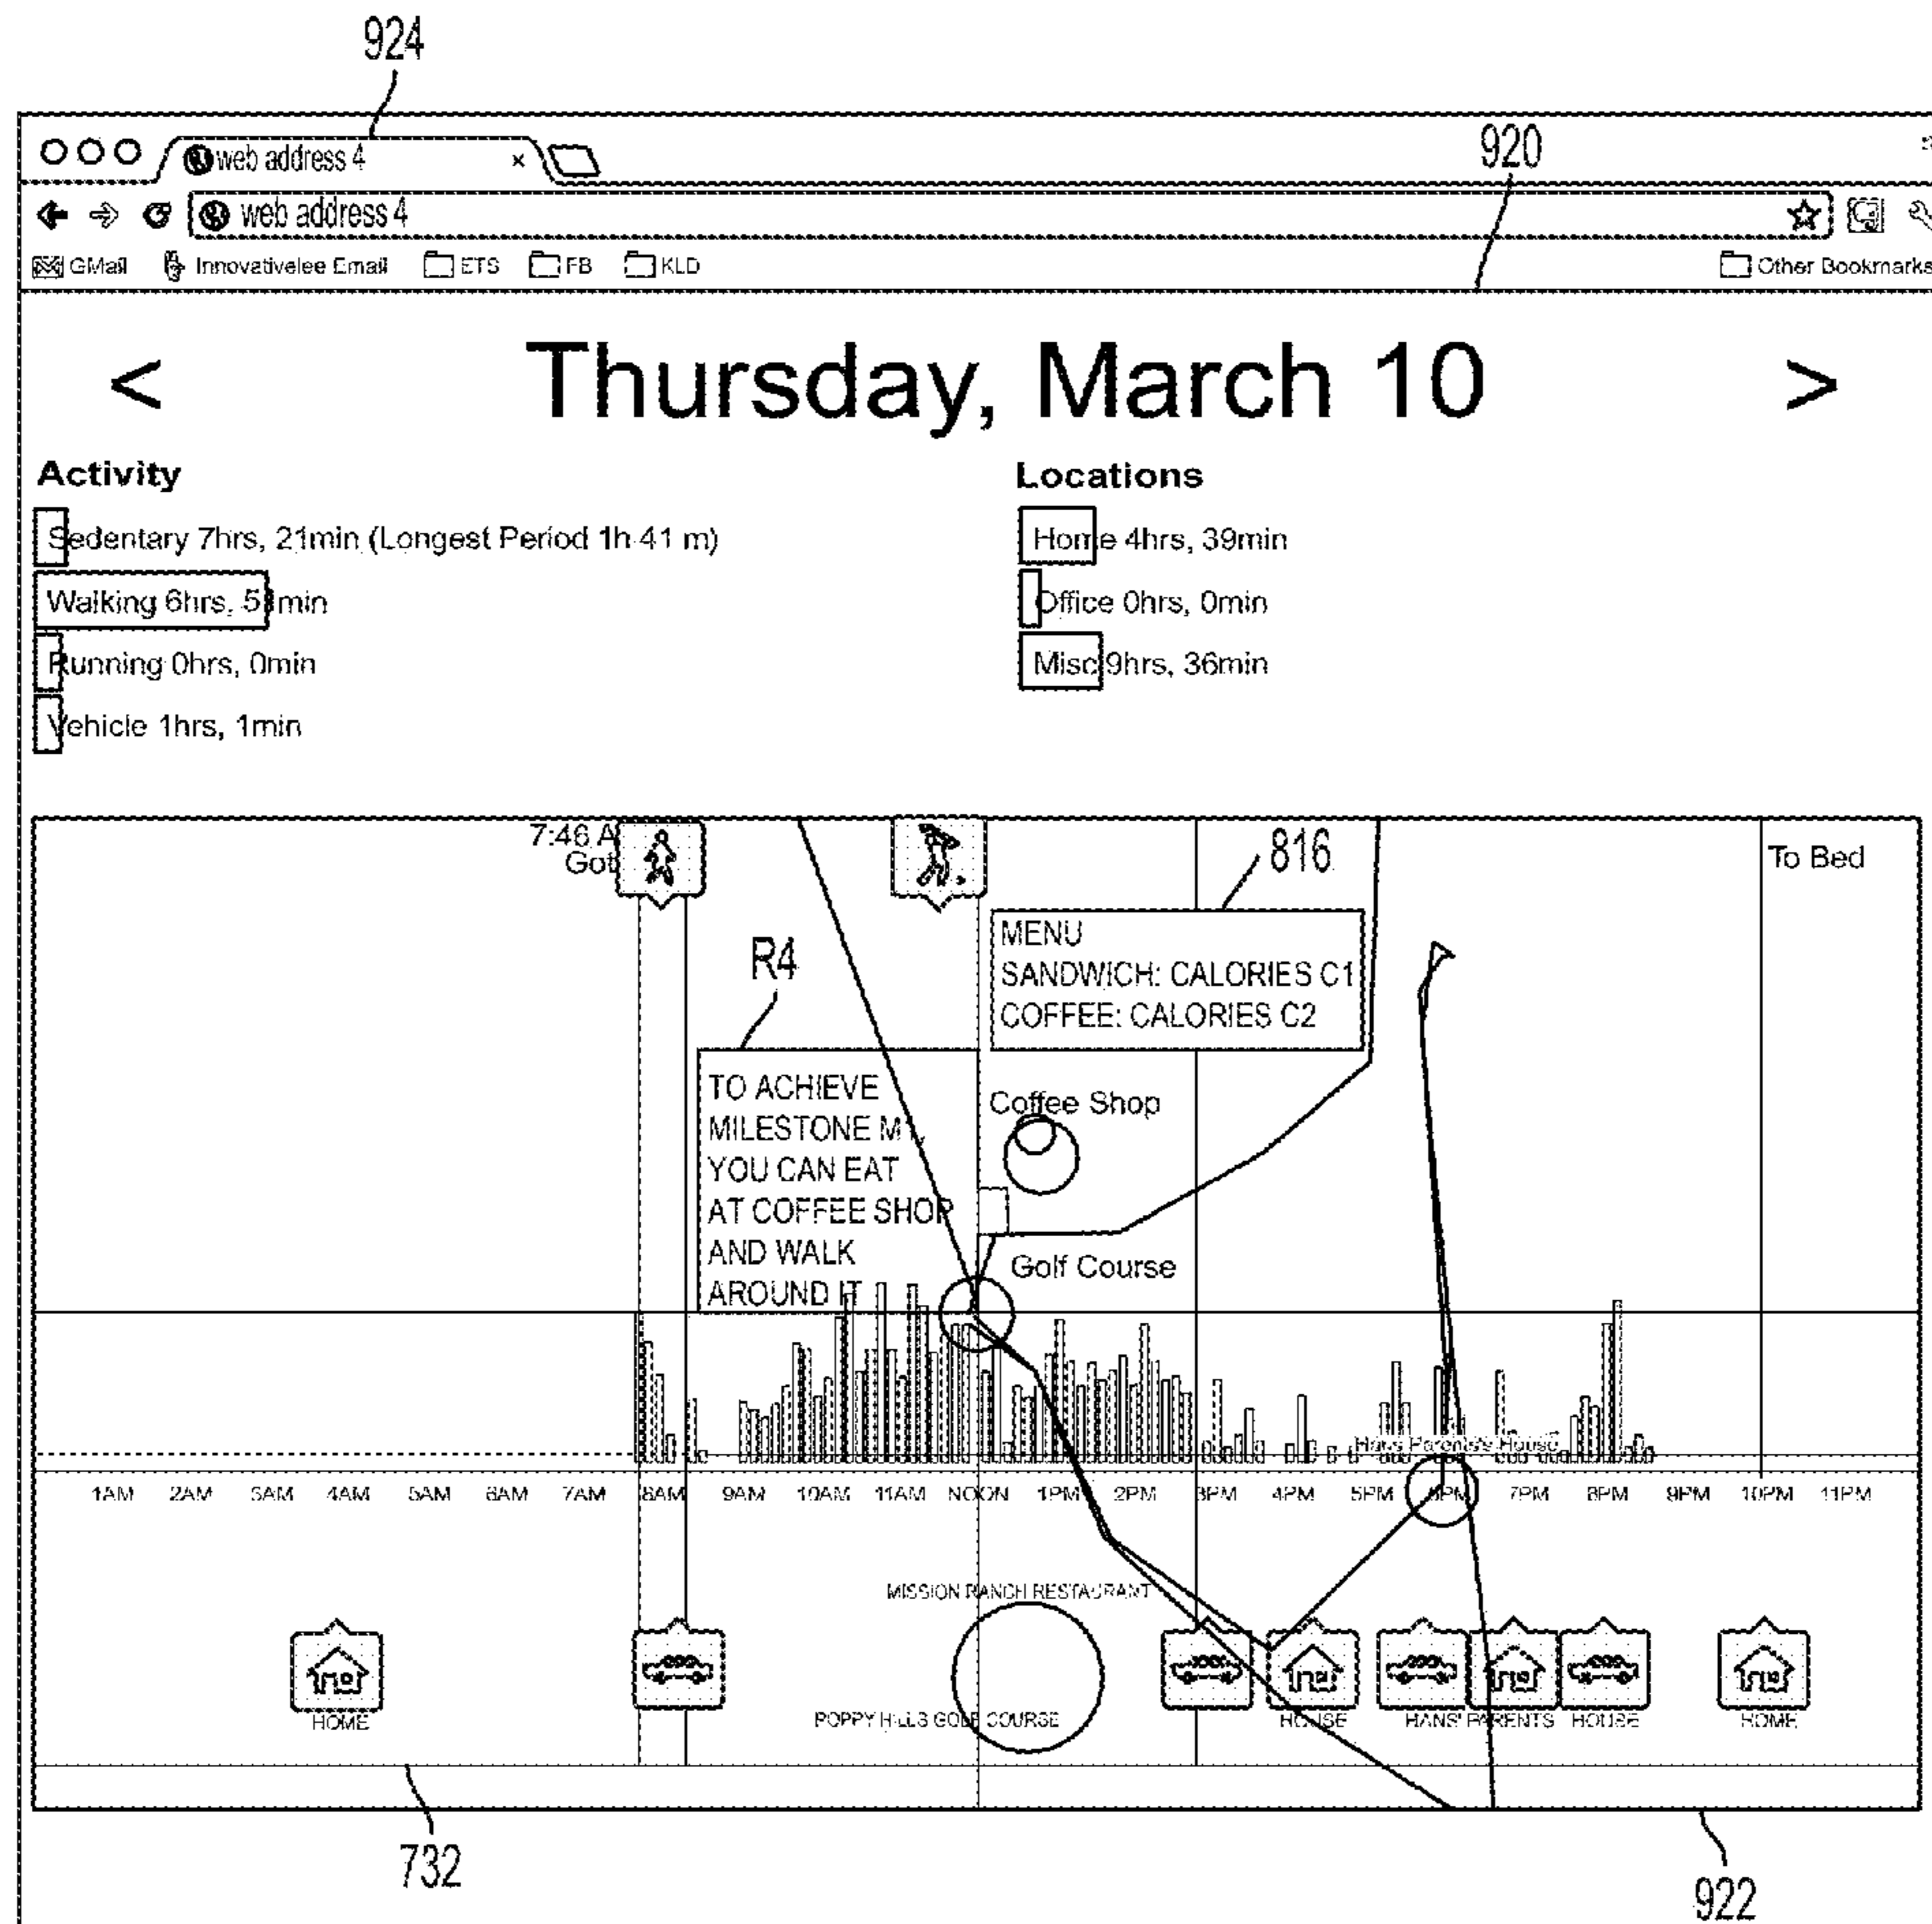 924
web address 4 ×
920
web address 4
GMail Innovativelee Email ETS FB KLD Other Bookmarks
< Thursday, March 10 >
Activity
Sedentary 7hrs, 21min (Longest Period 1h 41 m)
Walking 6hrs, min
Running 0hrs, 0min
Vehicle 1hrs, 1min
Locations
Home 4hrs, 39min
Office 0hrs, 0min
Misc 9hrs, 36min
7:46 A
Got
816
To Bed
MENU
SANDWICH: CALORIES C1
COFFEE: CALORIES C2
R4
TO ACHIEVE
MILESTONE
YOU CAN EAT
AT COFFEE SHOP
AND WALK
AROUND IT
Coffee Shop
Golf Course
Hans Parents's House
1AM 2AM 3AM 4AM 5AM 6AM 7AM 8AM 9AM 10AM 11AM NOON 1PM 2PM 3PM 4PM 5PM 6PM 7PM 8PM 9PM 10PM 11PM
MISSION RANCH RESTAURANT
POPPY HILLS GOLF COURSE
HOME HOUSE HANS' PARENTS HOUSE HOME
732
922